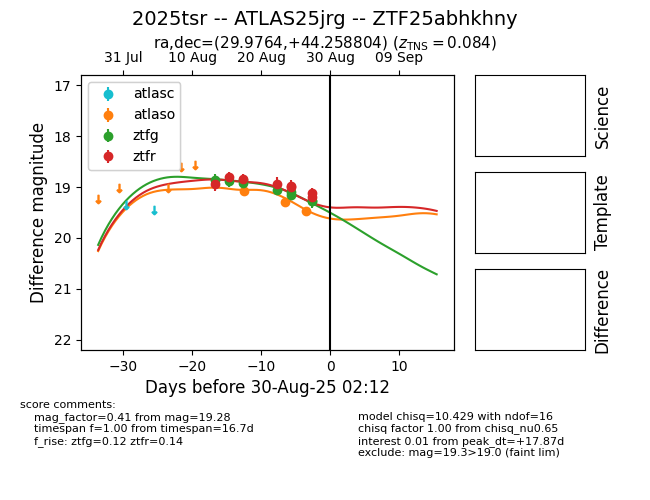 2025tsr -- ATLAS25jrg -- ZTF25abhkhny
ra,dec=(29.9764,+44.258804) (z_TNS = 0.084)
31 Jul 10 Aug 20 Aug 30 Aug 09 Sep
17
18
19
20
21
22
Difference magnitude
atlasc
atlaso
ztfg
ztfr
−30 −20 −10 0 10
Days before 30-Aug-25 02:12
Science
Template
Difference
score comments:
mag_factor=0.41 from mag=19.28
timespan f=1.00 from timespan=16.7d
f_rise: ztfg=0.12 ztfr=0.14
model chisq=10.429 with ndof=16
chisq factor 1.00 from chisq_nu0.65
interest 0.01 from peak_dt=+17.87d
exclude: mag=19.3>19.0 (faint lim)